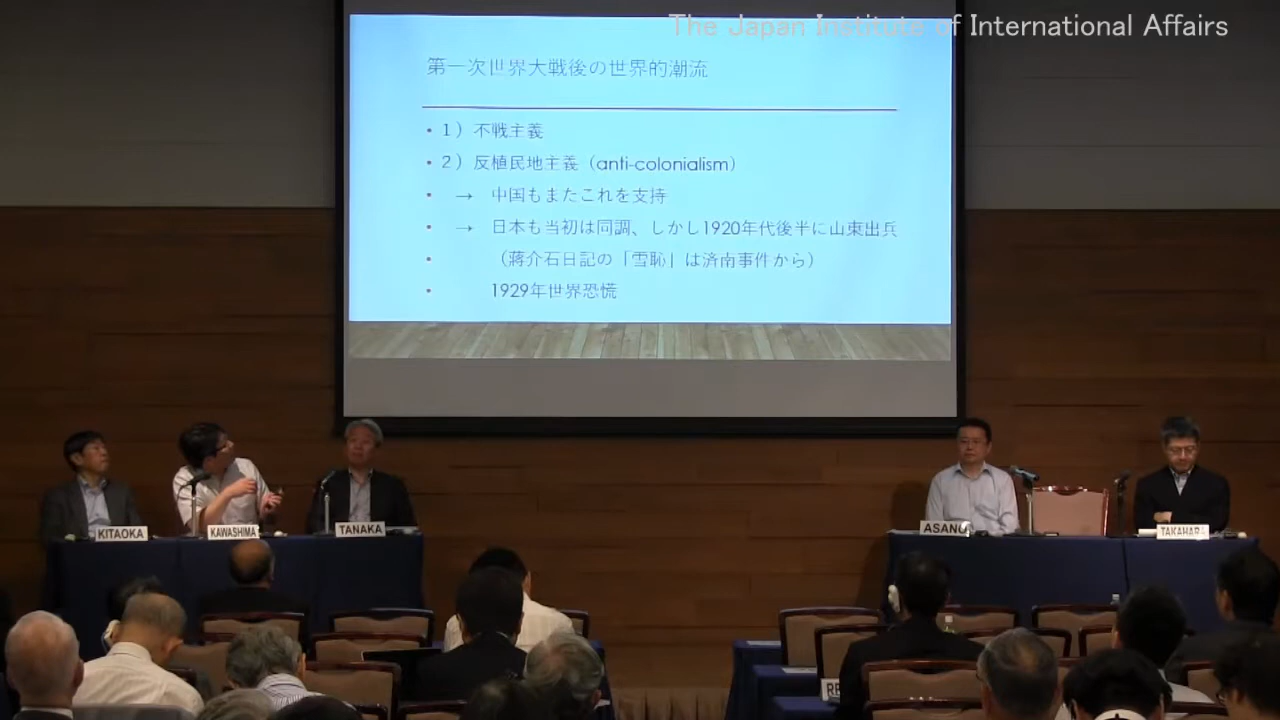 The Japan Institute of International Affairs
第一次世界大戦後の世界的潮流
• 1）不戦主義
• 2）反植民地主義（anti-colonialism）
• → 中国もまたこれを支持
• → 日本も当初は同調、しかし1920年代後半に山東出兵
• （蔣介石日記の「雪恥」は済南事件から）
• 1929年世界恐慌
KITAOKA
KAWASHIMA
TANAKA
ASANO
TAKAHARA